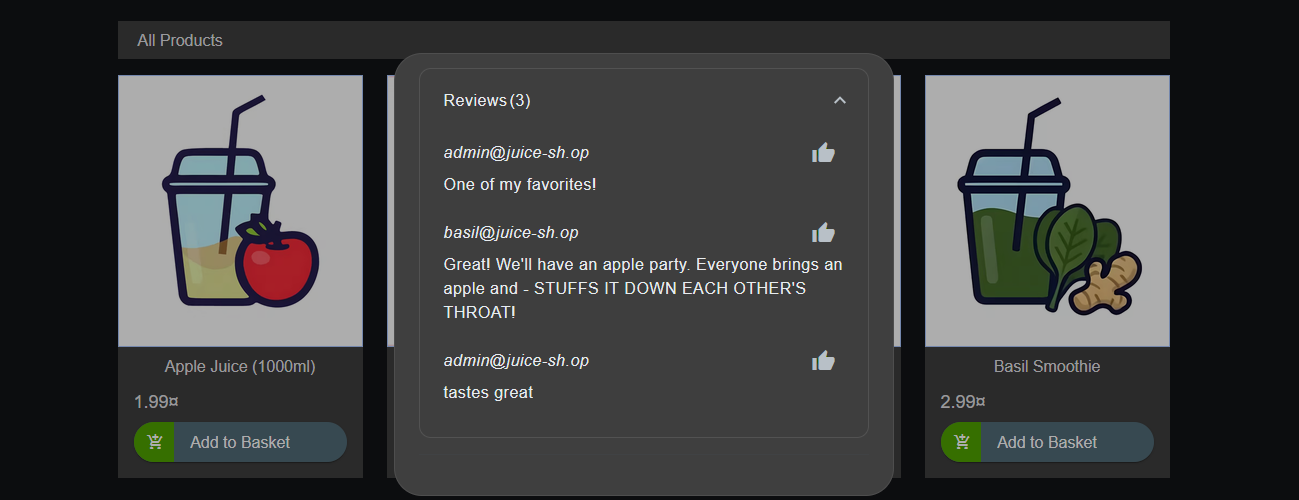 All Products
Reviews (3)
admin@juice-sh.op
One of my favorites!
basil@juice-sh.op
Great! We'll have an apple party. Everyone brings an
apple and - STUFFS IT DOWN EACH OTHER'S
THROAT!
admin@juice-sh.op
tastes great
Apple Juice (1000ml)
1.99¤
Add to Basket
Basil Smoothie
2.99¤
Add to Basket